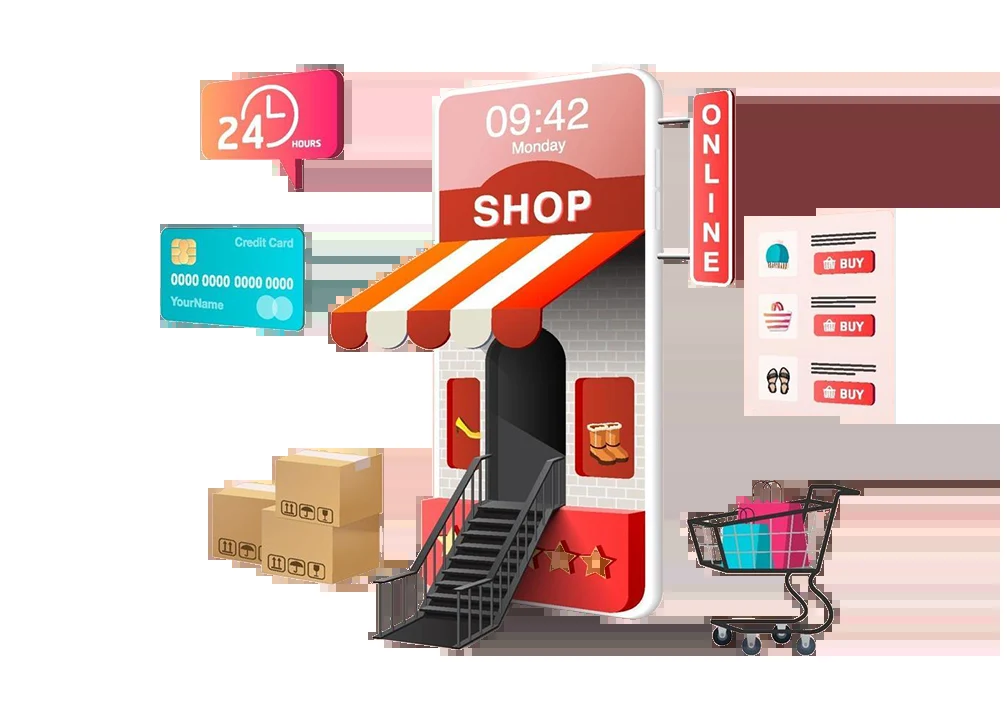 24
HOURS
09:42
Monday
SHOP
ONLINE
Credit Card
0000 0000 0000 0000
YourName
BUY
BUY
BUY